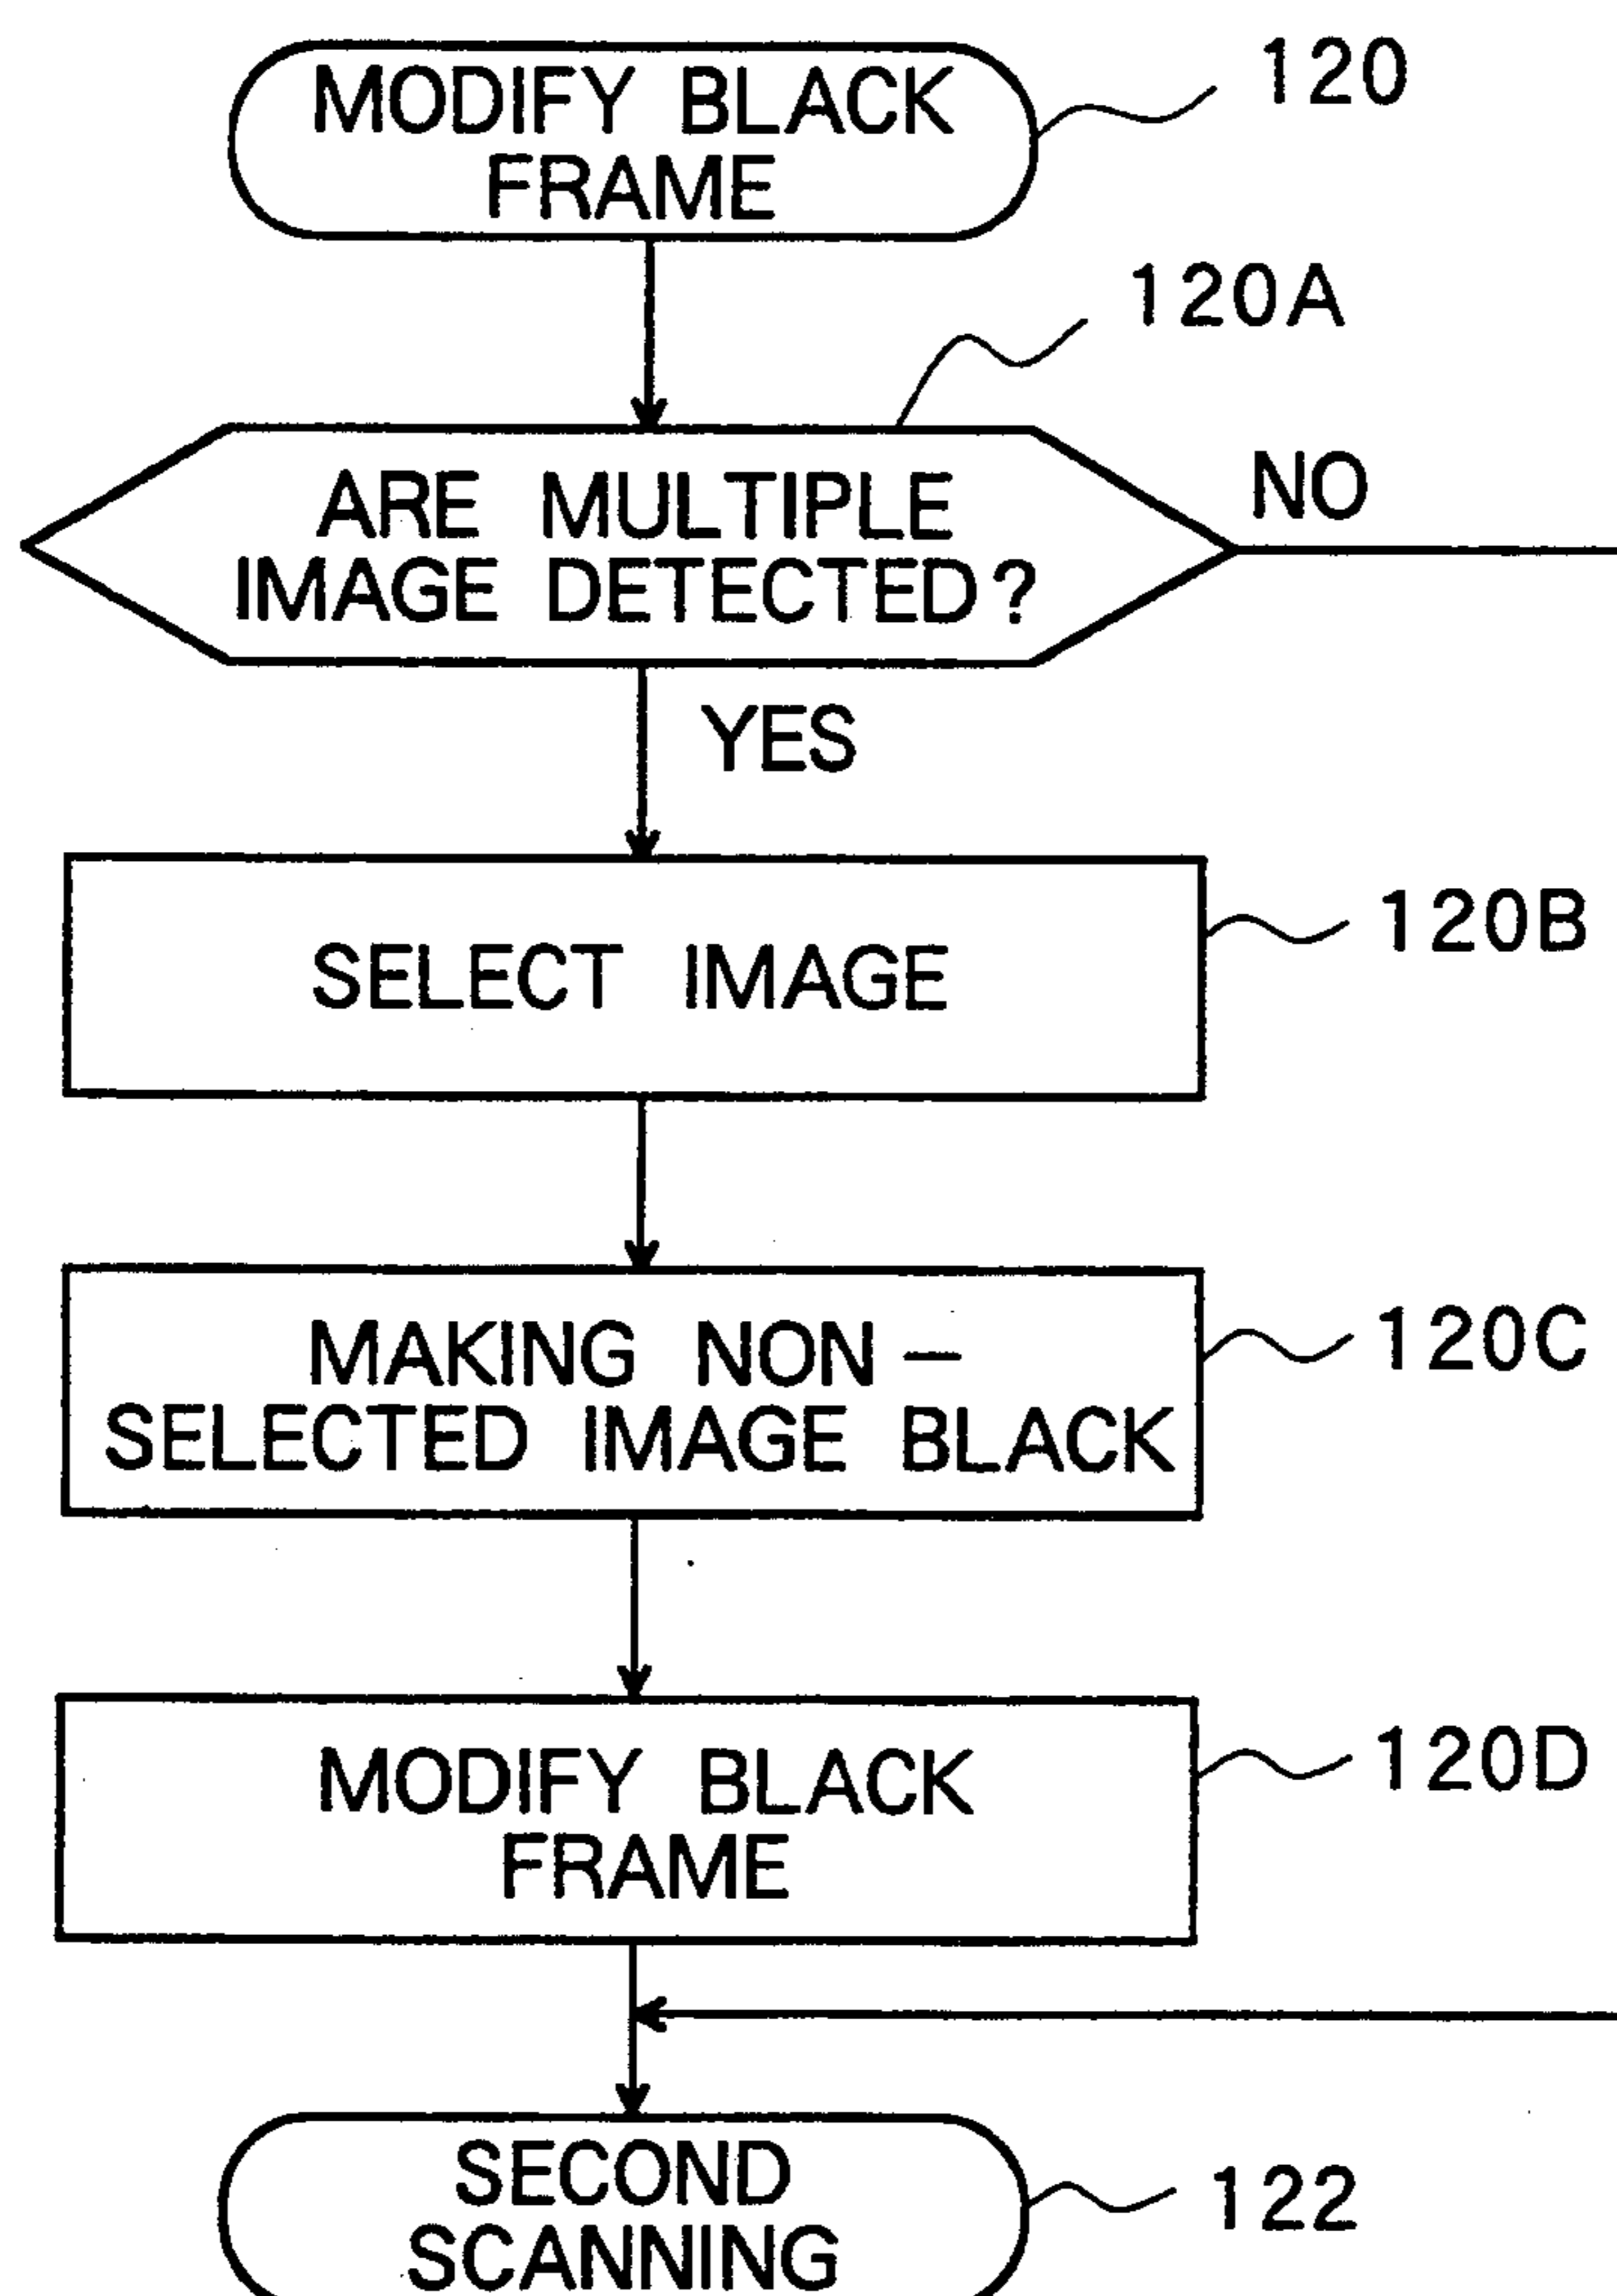 MODIFY BLACK
FRAME
120
120A
ARE MULTIPLE
IMAGE DETECTED?
NO
YES
SELECT IMAGE
120B
MAKING NON-
SELECTED IMAGE BLACK
120C
MODIFY BLACK
FRAME
120D
SECOND
SCANNING
122